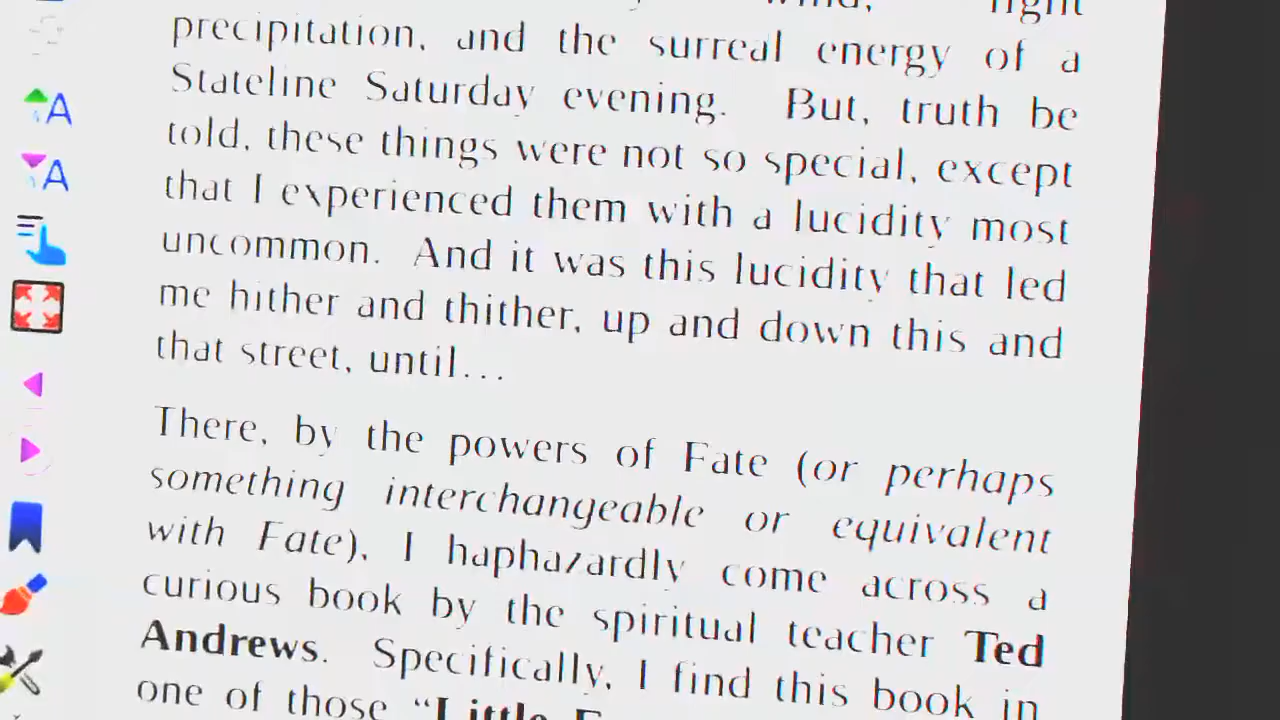 wind, light
precipitation, and the surreal energy of a
Stateline Saturday evening. But, truth be
told, these things were not so special, except
that I experienced them with a lucidity most
uncommon. And it was this lucidity that led
me hither and thither, up and down this and
that street, until...
There, by the powers of Fate (or perhaps
something interchangeable or equivalent
with Fate), I haphazardly come across a
curious book by the spiritual teacher Ted
Andrews. Specifically, I find this book in
one of those "Little
A
A